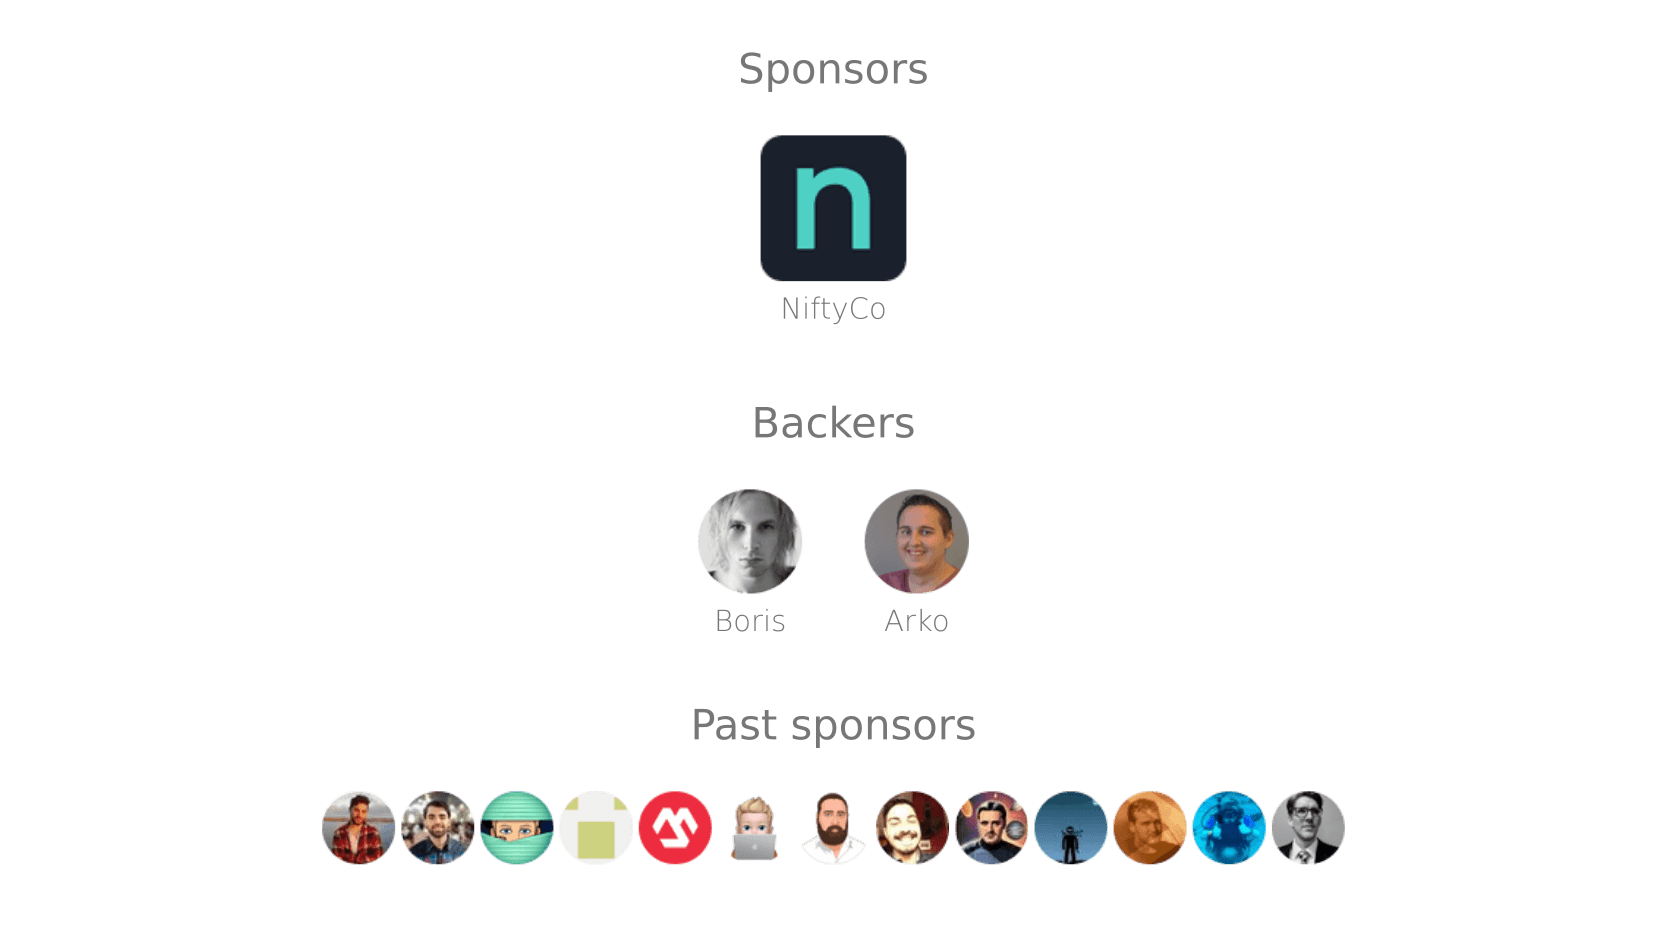 Sponsors
n
NiftyCo
Backers
Boris
Arko
Past sponsors